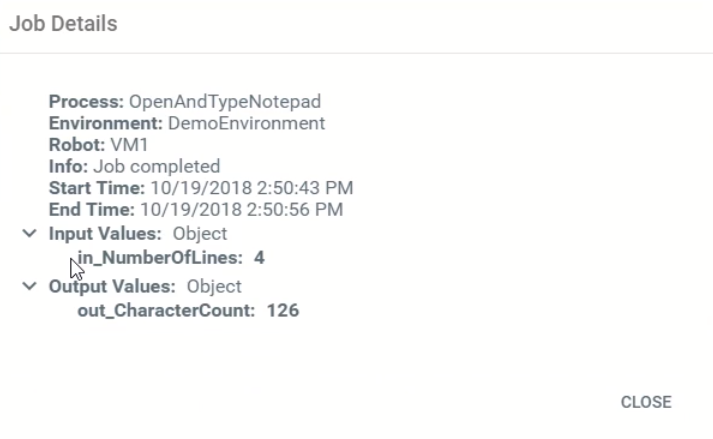 Job Details
Process: OpenAndTypeNotepad
Environment: DemoEnvironment
Robot: VM1
Info: Job completed
Start Time: 10/19/2018 2:50:43 PM
End Time: 10/19/2018 2:50:56 PM
Input Values: Object
in_NumberOfLines: 4
Output Values: Object
out_CharacterCount: 126
CLOSE